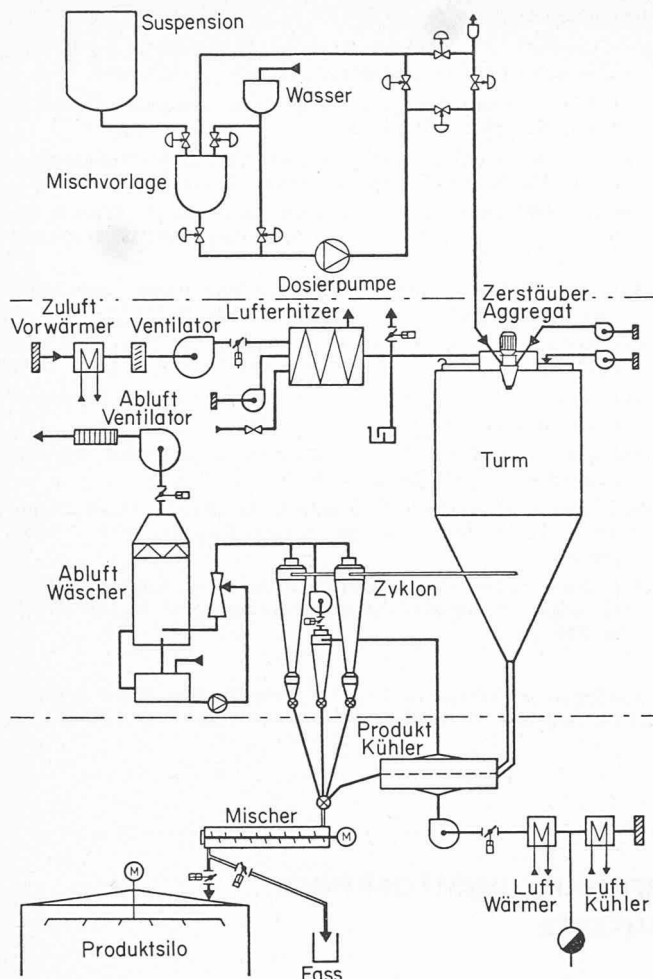 Suspension
Wasser
Mischvorlage
Dosierpumpe
Zuluft
Vorwärmer
Ventilator
Lufterhitzer
Zerstäuber
Aggregat
Abluft
Ventilator
Turm
Abluft
Wäscher
Zyklon
Produkt
Kühler
Mischer
M
M
M
M
M
Luft
Wärmer
Luft
Kühler
Produktsilo
Fass